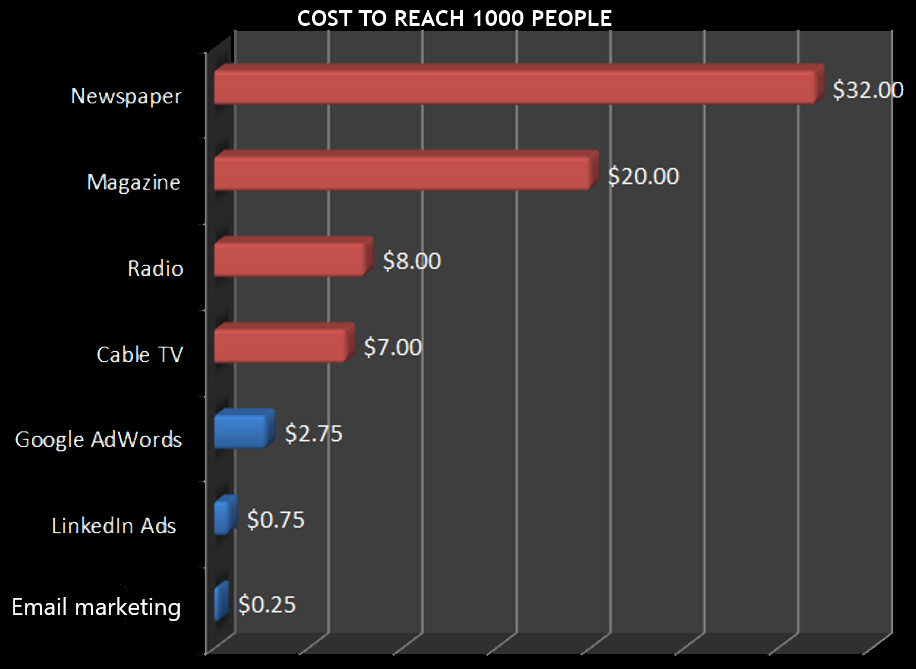 COST TO REACH 1000 PEOPLE
Newspaper $32.00
Magazine $20.00
Radio $8.00
Cable TV $7.00
Google AdWords $2.75
LinkedIn Ads $0.75
Email marketing $0.25